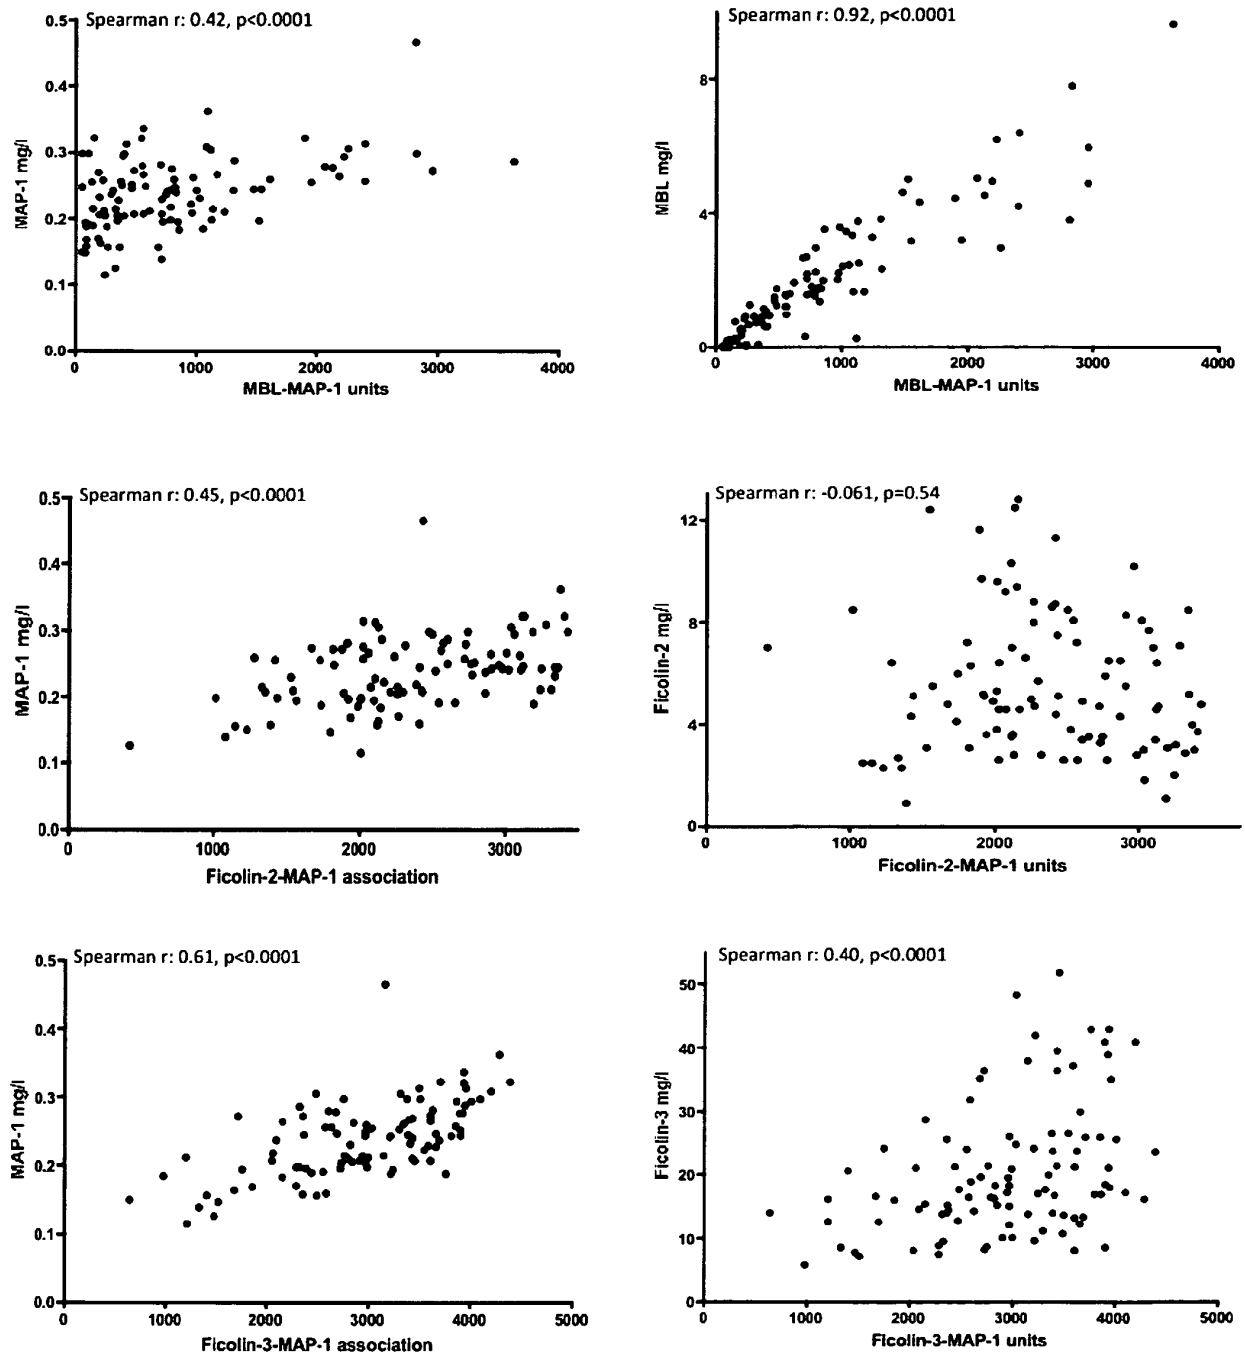 Spearman r: 0.42, p<0.0001
MAP-1 mg/l
0.5
0.4
0.3
0.2
0.1
0.0
0 1000 2000 3000 4000
MBL-MAP-1 units
Spearman r: 0.92, p<0.0001
MBL mg/l
8
4
0
0 1000 2000 3000 4000
MBL-MAP-1 units
Spearman r: 0.45, p<0.0001
MAP-1 mg/l
0.5
0.4
0.3
0.2
0.1
0.0
0 1000 2000 3000
Ficolin-2-MAP-1 association
Spearman r: -0.061, p=0.54
Ficolin-2 mg/l
12
8
4
0
0 1000 2000 3000
Ficolin-2-MAP-1 units
Spearman r: 0.61, p<0.0001
MAP-1 mg/l
0.5
0.4
0.3
0.2
0.1
0.0
0 1000 2000 3000 4000 5000
Ficolin-3-MAP-1 association
Spearman r: 0.40, p<0.0001
Ficolin-3 mg/l
50
40
30
20
10
0
0 1000 2000 3000 4000 5000
Ficolin-3-MAP-1 units